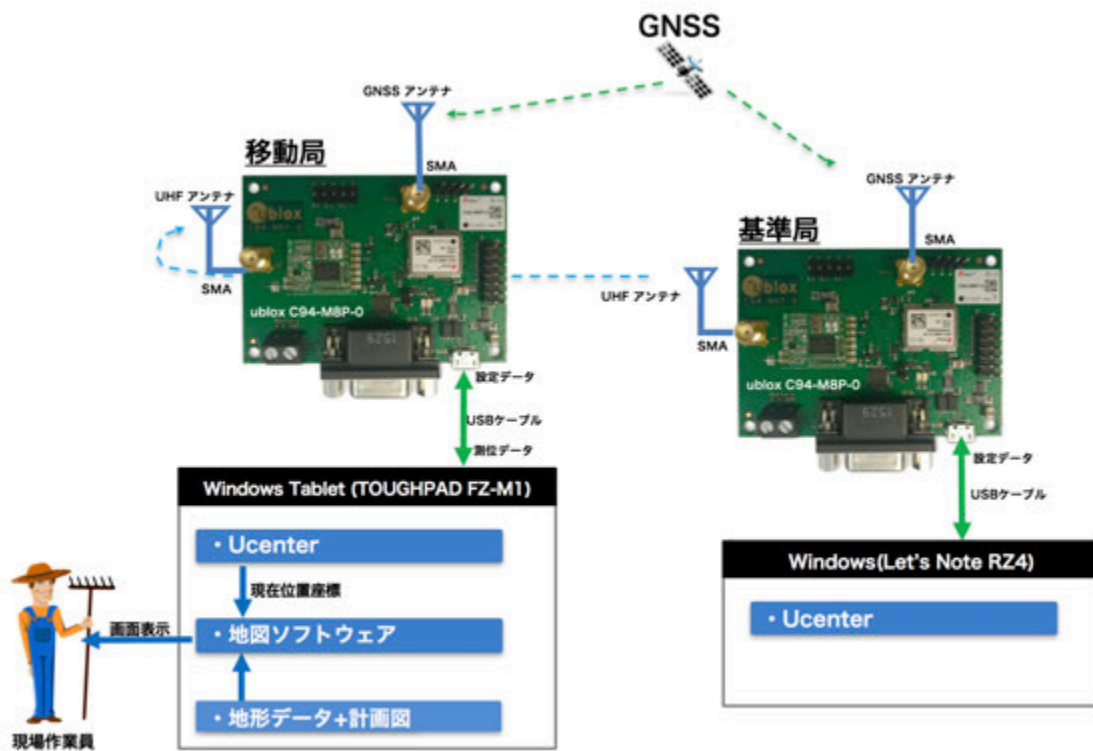 GNSS
GNSS アンテナ
移動局
SMA
UHF アンテナ
ublox
SMA
ublox C94-M8P-0
1529
設定データ
USBケーブル
測位データ
Windows Tablet (TOUGHPAD FZ-M1)
・Ucenter
現在位置座標
・地図ソフトウェア
画面表示
・地形データ+計画図
現場作業員
GNSS アンテナ
基準局
SMA
UHF アンテナ
ublox
SMA
ublox C94-M8P-0
1529
設定データ
USBケーブル
Windows(Let's Note RZ4)
・Ucenter